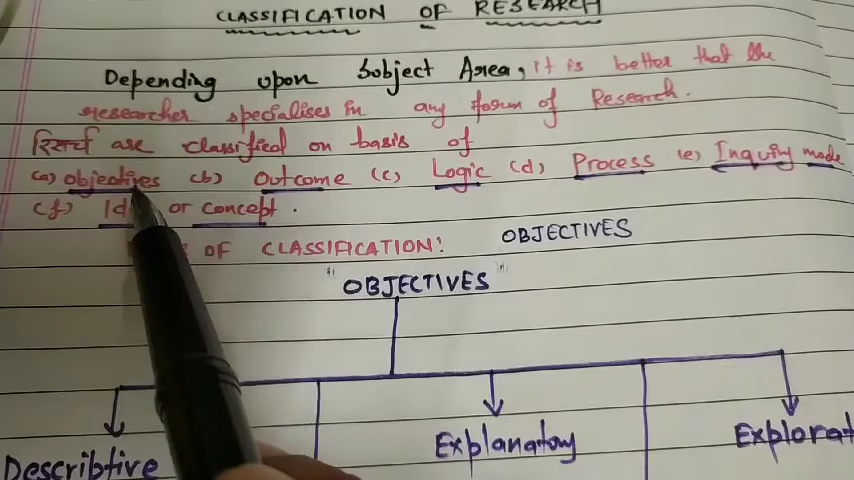 CLASSIFICATION OF RESEARCH
Depending upon Subject Area, it is better that the
researcher specialises in any form of Research.
रिसर्च are classified on basis of
(a) objectives (b) Outcome (c) Logic (d) Process (e) Inquiry mode
(f) Id or concept.
OF CLASSIFICATION: OBJECTIVES
"OBJECTIVES"
Descriptive Explanatory Explorat